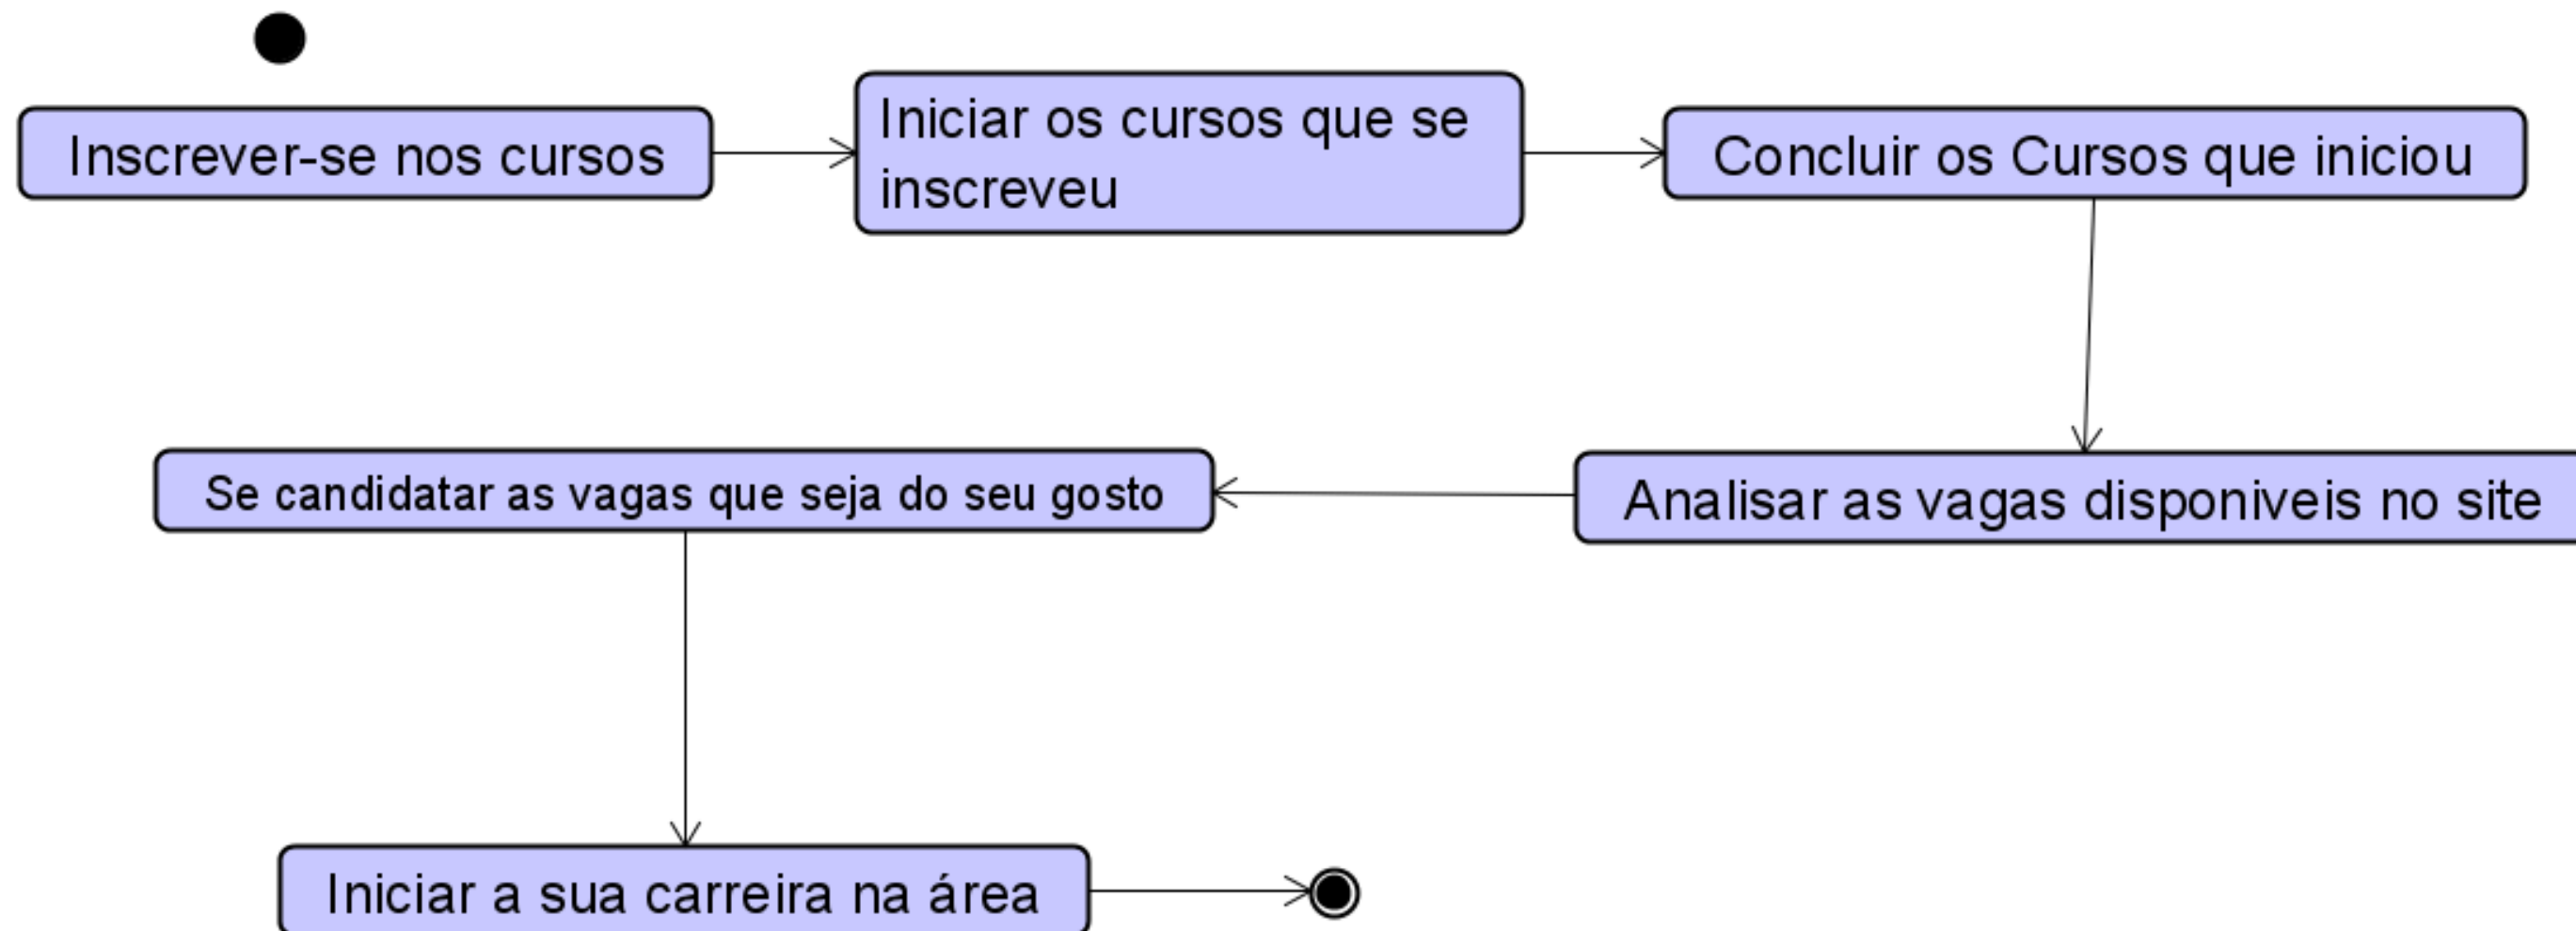 Inscrever-se nos cursos
Iniciar os cursos que se
inscreveu
Concluir os Cursos que iniciou
Se candidatar as vagas que seja do seu gosto
Analisar as vagas disponiveis no site
Iniciar a sua carreira na área